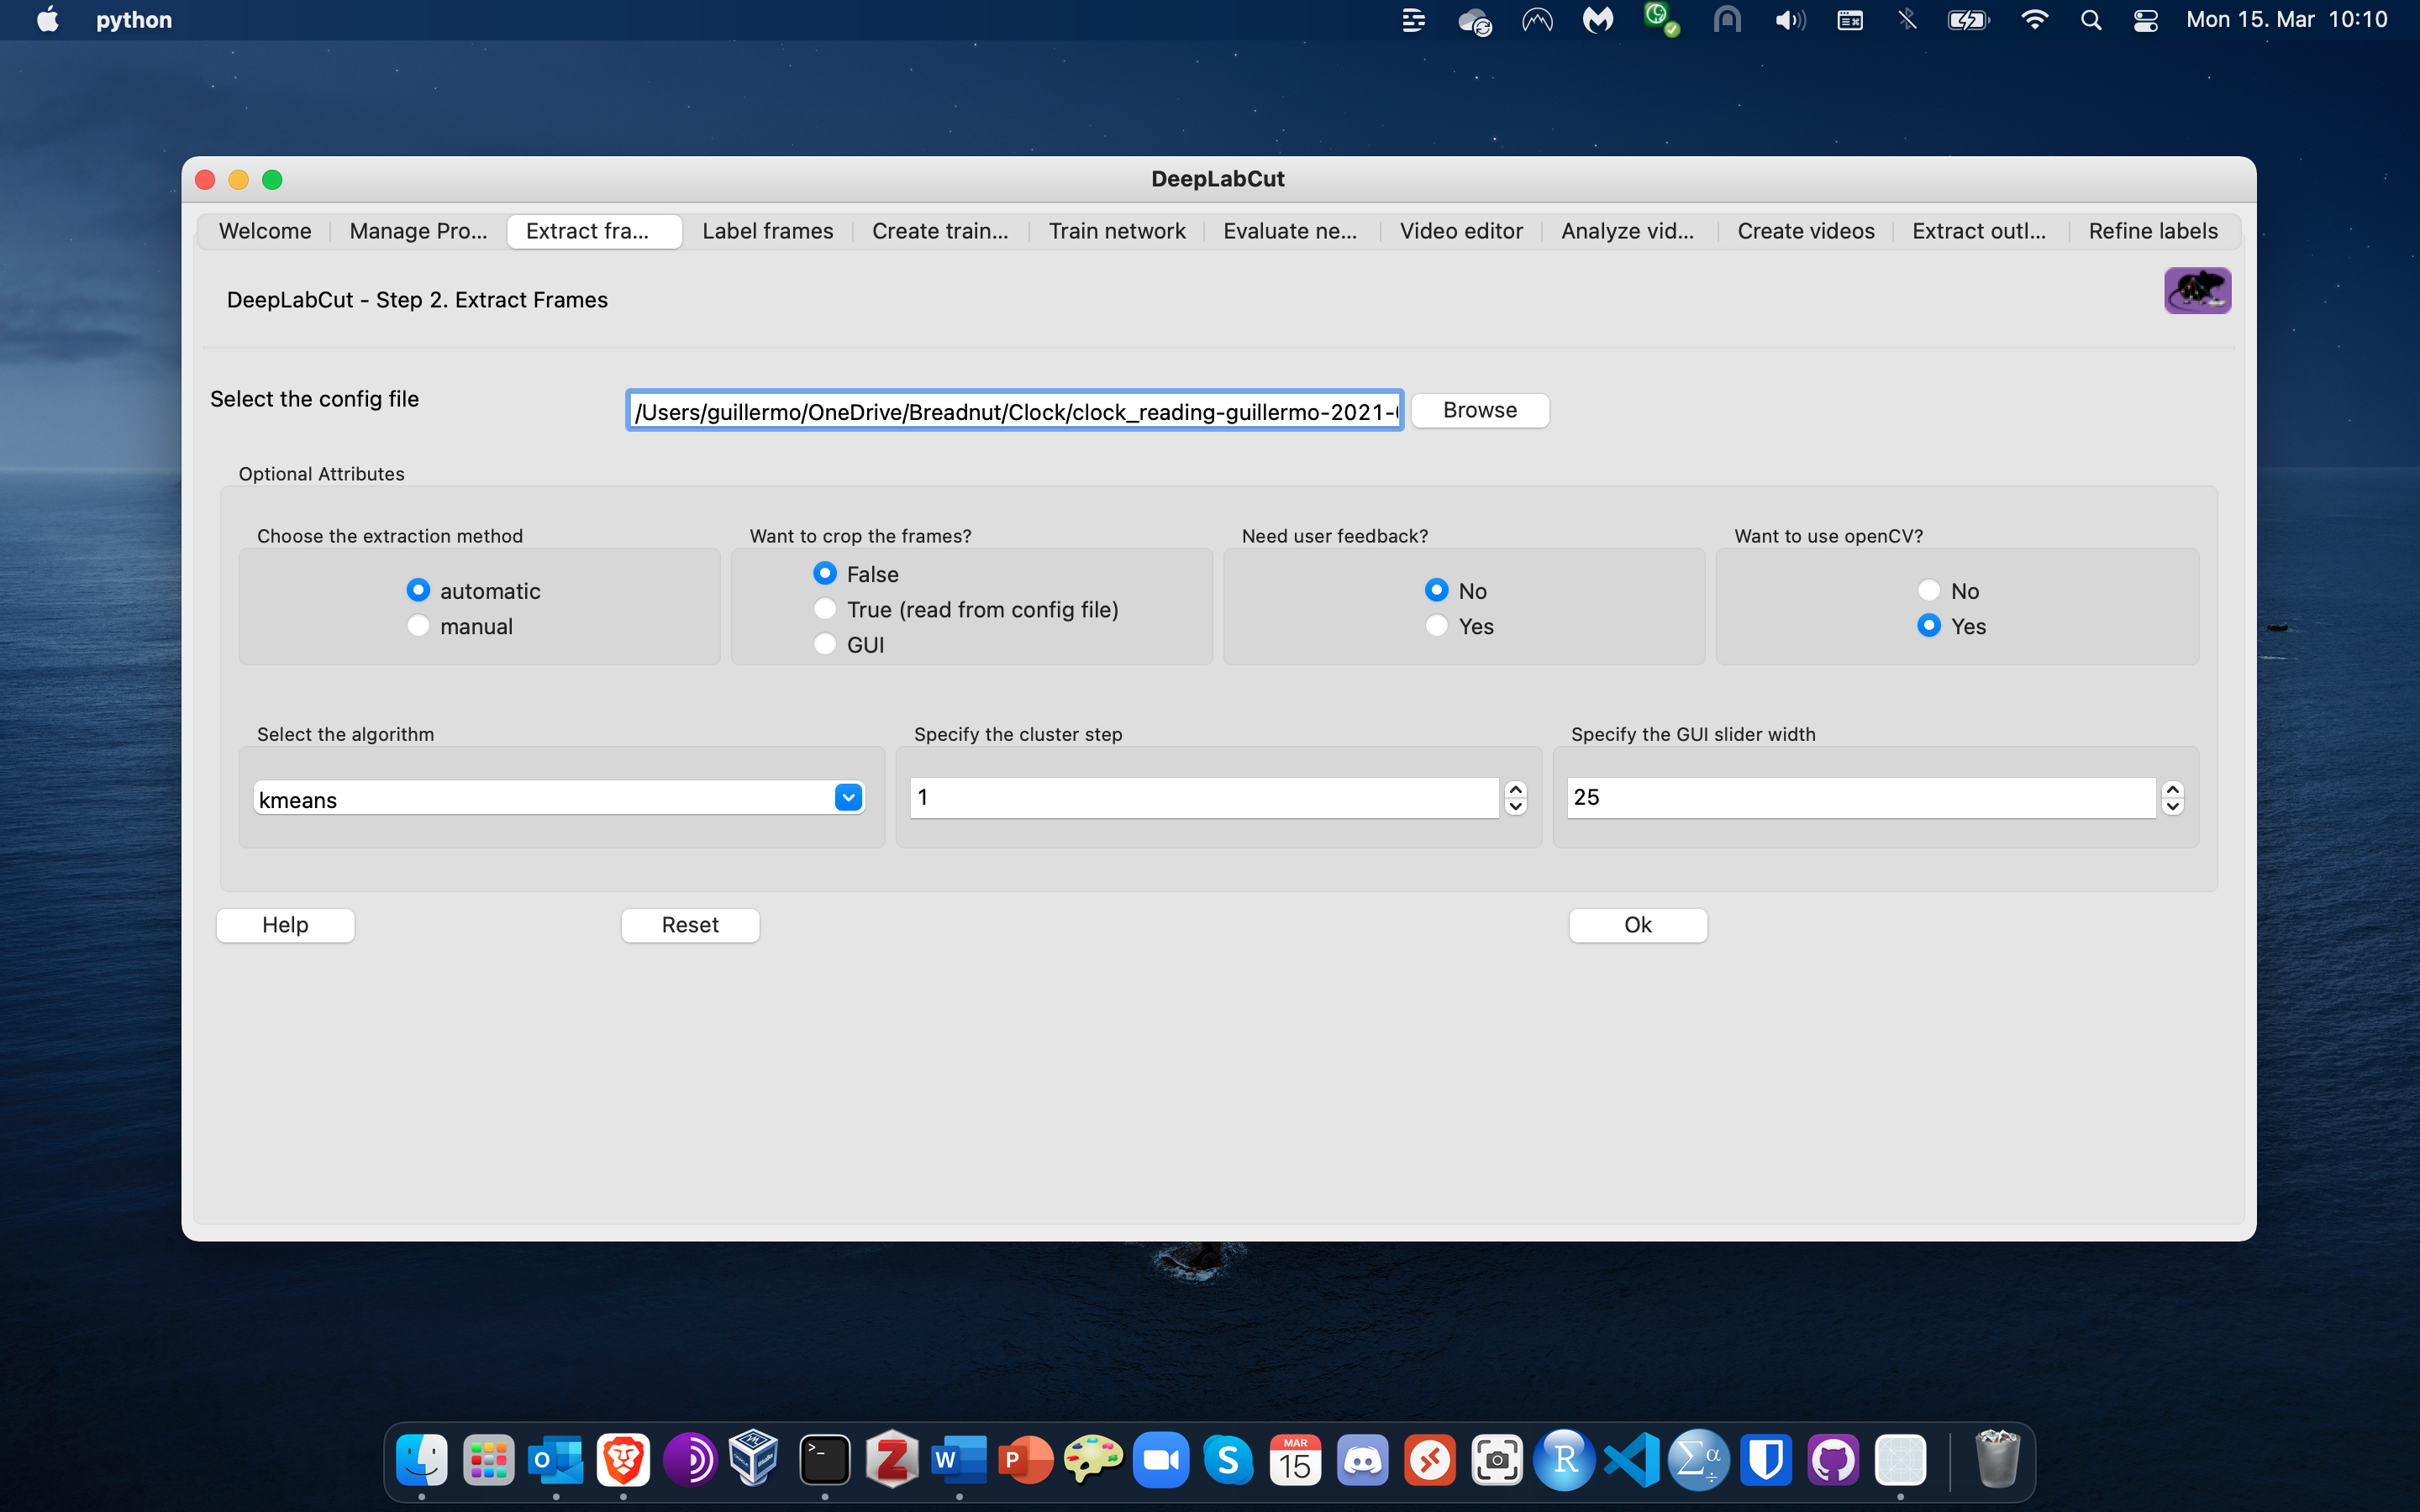 python
Mon 15. Mar 10:10
DeepLabCut
Welcome
Manage Pro...
Extract fra...
Label frames
Create train...
Train network
Evaluate ne...
Video editor
Analyze vid...
Create videos
Extract outl...
Refine labels
DeepLabCut - Step 2. Extract Frames
Select the config file
/Users/guillermo/OneDrive/Breadnut/Clock/clock_reading-guillermo-2021-
Browse
Optional Attributes
Choose the extraction method
automatic
manual
Want to crop the frames?
False
True (read from config file)
GUI
Need user feedback?
No
Yes
Want to use openCV?
No
Yes
Select the algorithm
kmeans
Specify the cluster step
1
Specify the GUI slider width
25
Help
Reset
Ok
O
>_
Z
W
P
S
MAR
15
R
Σα
÷